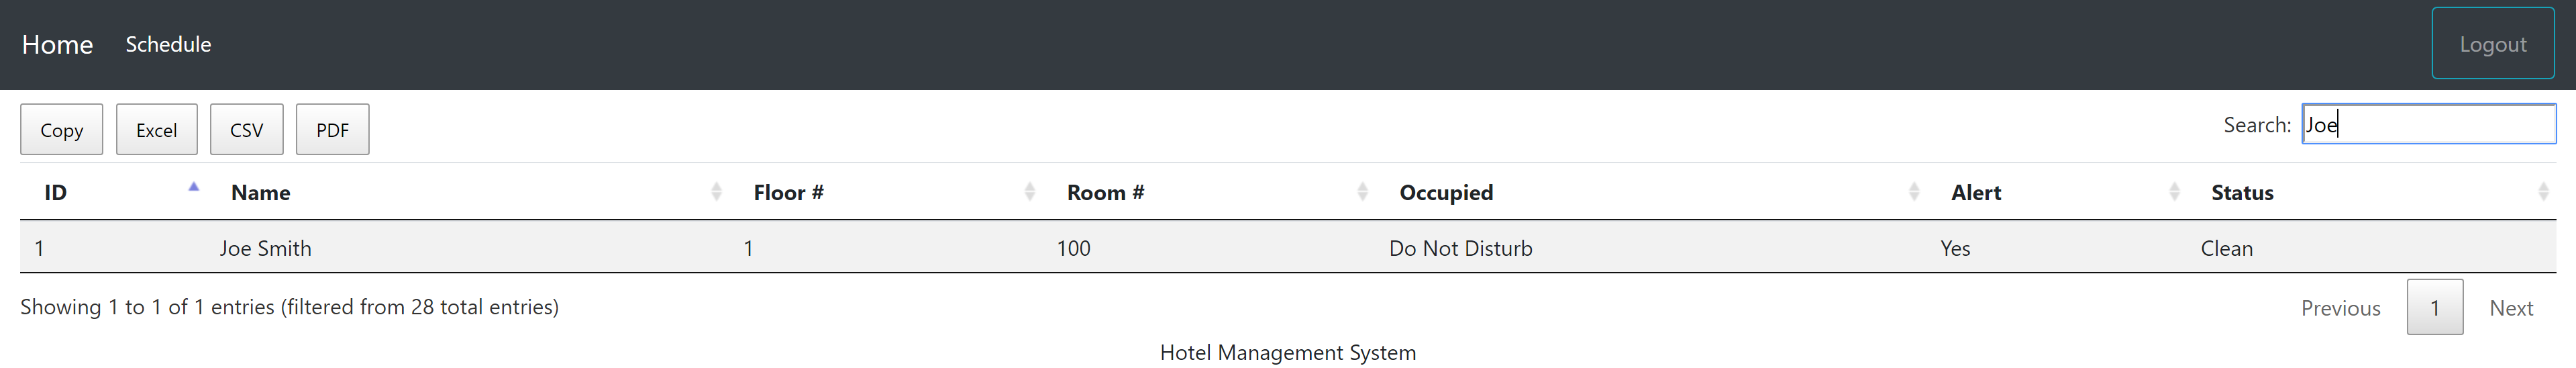 Home Schedule Logout
Copy Excel CSV PDF Search: Joe
ID Name Floor # Room # Occupied Alert Status
1 Joe Smith 1 100 Do Not Disturb Yes Clean
Showing 1 to 1 of 1 entries (filtered from 28 total entries) Previous 1 Next
Hotel Management System